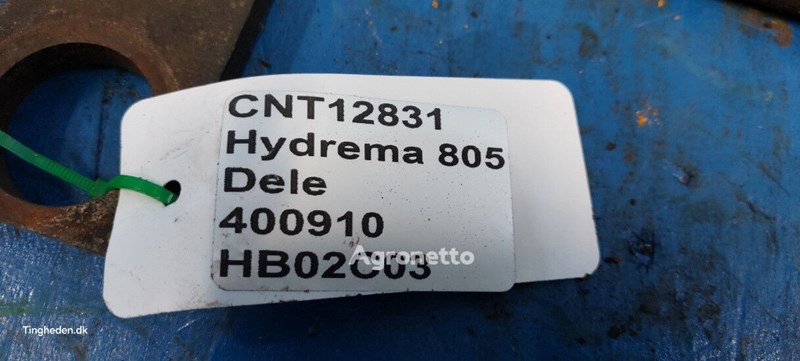 CNT12831
Hydrema 805
Dele
400910
HB02C03
Agronetto
Tingheden.dk